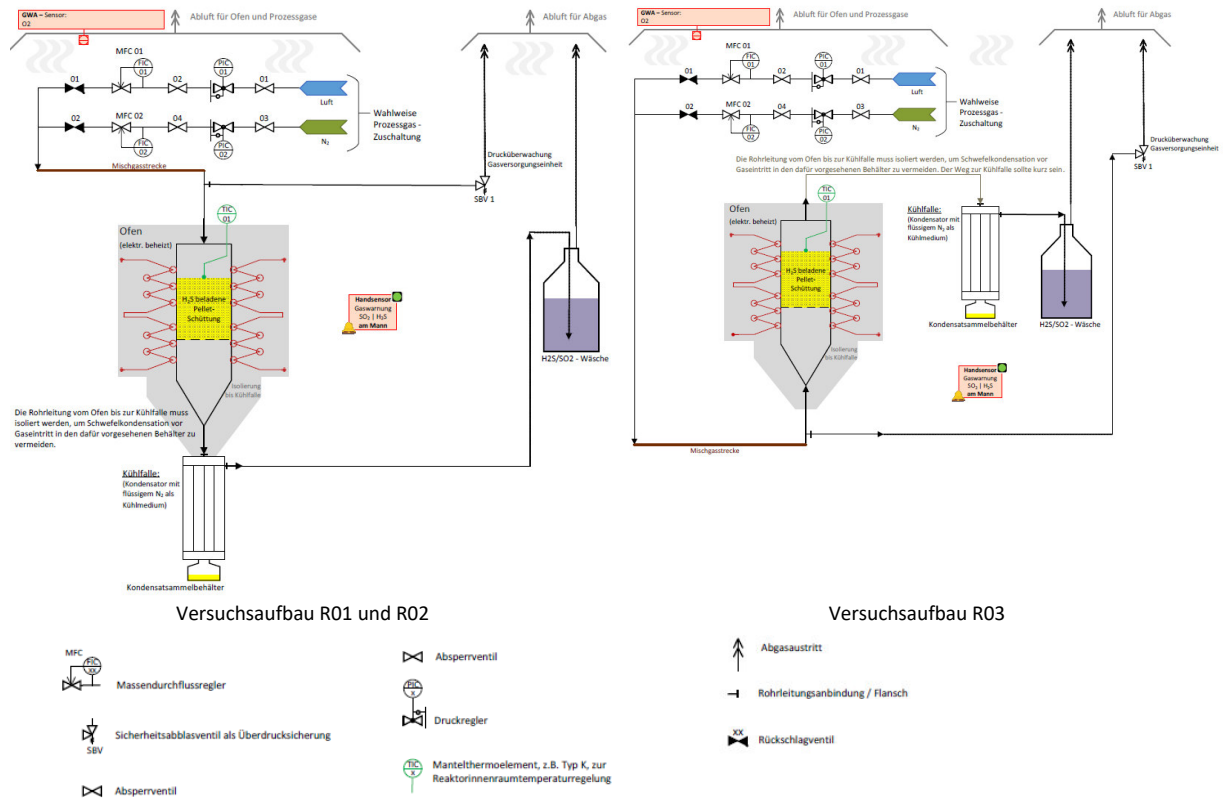 GWA – Sensor:
O2
Abluft für Ofen und Prozessgase
Abluft für Abgas
MFC 01
FIC
01
PIC
01
01
02
01
Luft
02
MFC 02
04
03
FIC
02
PIC
02
N₂
Wahlweise
Prozessgas -
Zuschaltung
Mischgasstrecke
Drucküberwachung
Gasversorgungseinheit
SBV 1
TIC
01
Ofen
(elektr. beheizt)
H₂S beladene
Pellet-
Schüttung
Handsensor
Gaswarnung
SO₂ | H₂S
am Mann
H2S/SO2 - Wäsche
Isolierung
bis Kühlfalle
Die Rohrleitung vom Ofen bis zur Kühlfalle muss
isoliert werden, um Schwefelkondensation vor
Gaseintritt in den dafür vorgesehenen Behälter zu
vermeiden.
Kühlfalle:
(Kondensator mit
flüssigem N₂ als
Kühlmedium)
Kondensatsammelbehälter
Versuchsaufbau R01 und R02
GWA – Sensor:
O2
Abluft für Ofen und Prozessgase
Abluft für Abgas
MFC 01
FIC
01
PIC
01
01
02
01
Luft
02
MFC 02
04
03
FIC
02
PIC
02
N₂
Wahlweise
Prozessgas -
Zuschaltung
Drucküberwachung
Gasversorgungseinheit
SBV 1
Die Rohrleitung vom Ofen bis zur Kühlfalle muss isoliert werden, um Schwefelkondensation vor
Gaseintritt in den dafür vorgesehenen Behälter zu vermeiden. Der Weg zur Kühlfalle sollte kurz sein.
TIC
01
Ofen
(elektr. beheizt)
Kühlfalle:
(Kondensator mit
flüssigem N₂ als
Kühlmedium)
H₂S beladene
Pellet-
Schüttung
Kondensatsammelbehälter
H2S/SO2 - Wäsche
Isolierung
bis Kühlfalle
Handsensor
Gaswarnung
SO₂ | H₂S
am Mann
Mischgasstrecke
Versuchsaufbau R03
MFC
FIC
xx
Massendurchflussregler
SBV
Sicherheitsablasventil als Überdrucksicherung
Absperrventil
Absperrventil
PIC
x
Druckregler
TIC
x
Mantelthermoelement, z.B. Typ K, zur
Reaktorinnenraumtemperaturregelung
Abgasaustritt
Rohrleitungsanbindung / Flansch
XX
Rückschlagventil